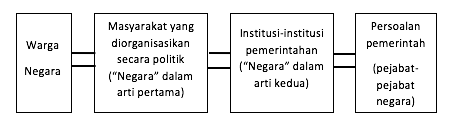 Warga
Negara
Masyarakat yang
diorganisasikan
secara politik
(“Negara” dalam
arti pertama)
Institusi-institusi
pemerintahan
(“Negara” dalam
arti kedua)
Persoalan
pemerintah
(pejabat-
pejabat
negara)